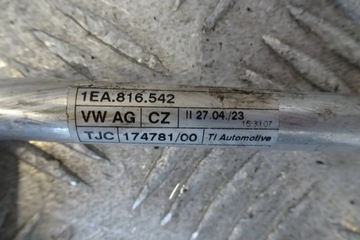 1EA.816.542
VW AG CZ II 27.04./23
15:33:07
TJC 174781/00 TI Automotive